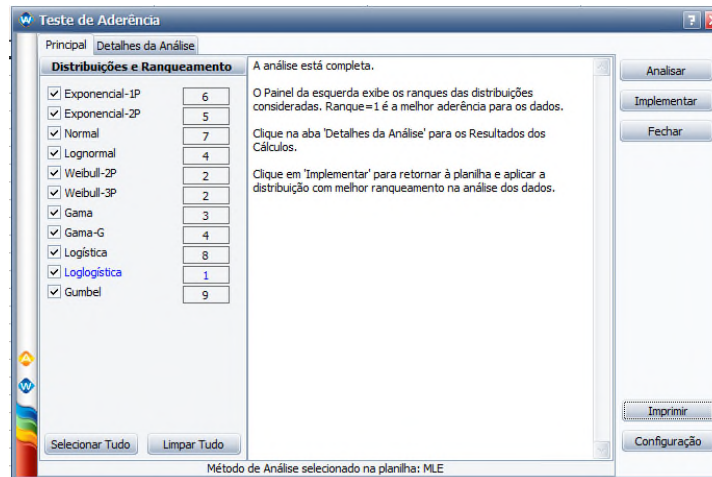 Teste de Aderência
Principal Detalhes da Análise
Distribuições e Ranqueamento
Exponencial-1P 6
Exponencial-2P 5
Normal 7
Lognormal 4
Weibull-2P 2
Weibull-3P 2
Gama 3
Gama-G 4
Logística 8
Loglogística 1
Gumbel 9
Selecionar Tudo Limpar Tudo
A análise está completa.
O Painel da esquerda exibe os ranques das distribuições
consideradas. Ranque=1 é a melhor aderência para os dados.
Clique na aba 'Detalhes da Análise' para os Resultados dos
Cálculos.
Clique em 'Implementar' para retornar à planilha e aplicar a
distribuição com melhor ranqueamento na análise dos dados.
Analisar
Implementar
Fechar
Imprimir
Configuração
Método de Análise selecionado na planilha: MLE